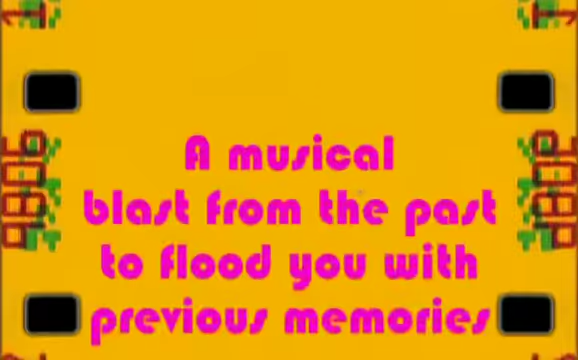 A musical
blast from the past
to flood you with
previous memories